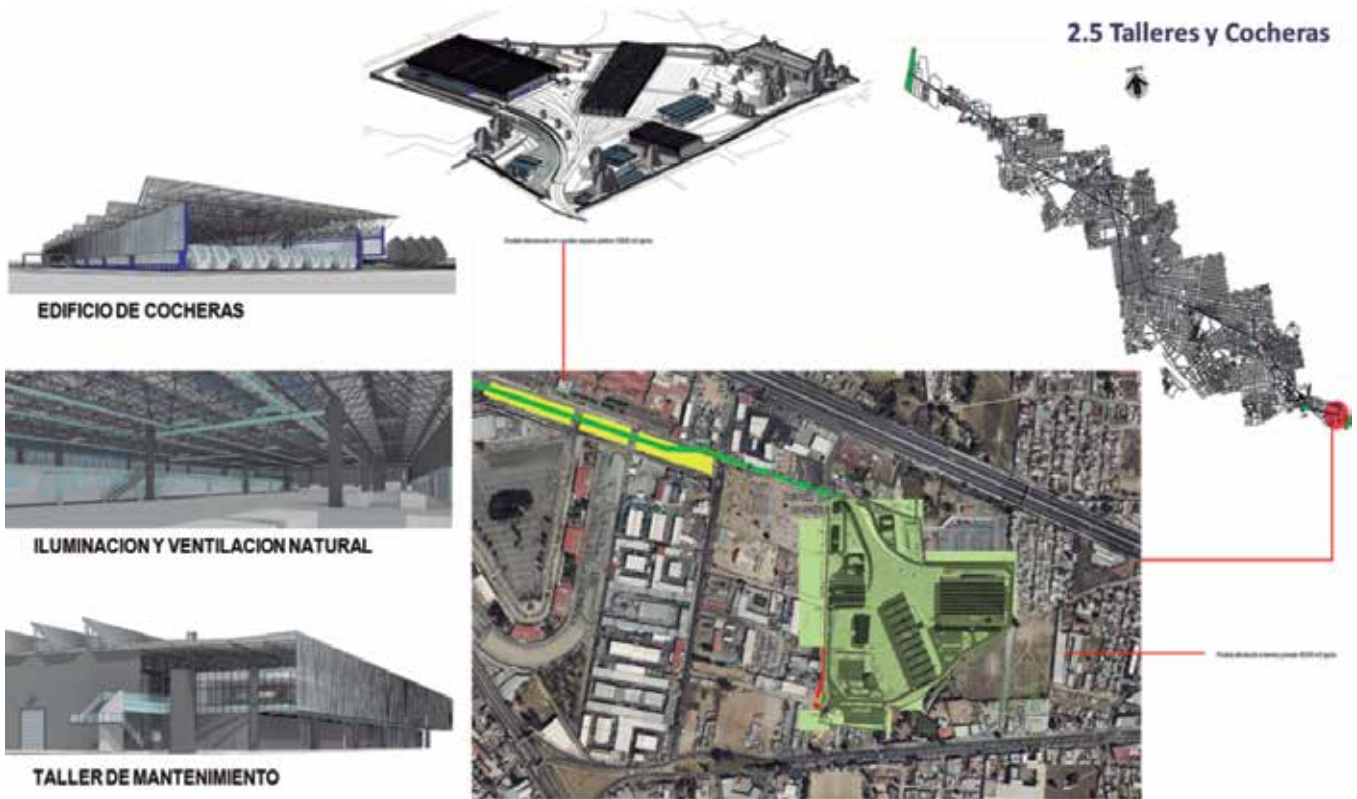 2.5 Talleres y Cocheras
EDIFICIO DE COCHERAS
ILUMINACION Y VENTILACION NATURAL
TALLER DE MANTENIMIENTO